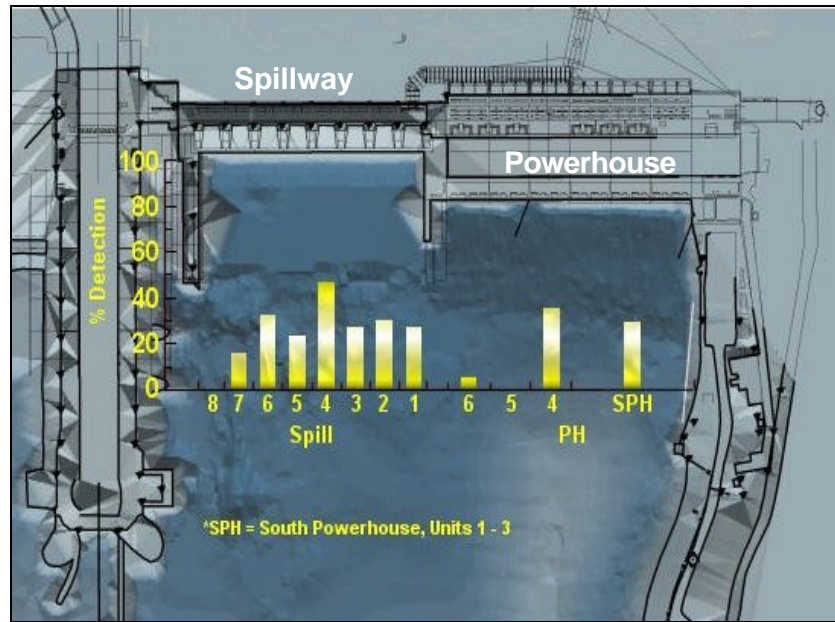 Spillway
Powerhouse
100
80
60
40
20
0
% Detection
8 7 6 5 4 3 2 1 6 5 4 SPH
Spill PH
*SPH = South Powerhouse, Units 1 - 3